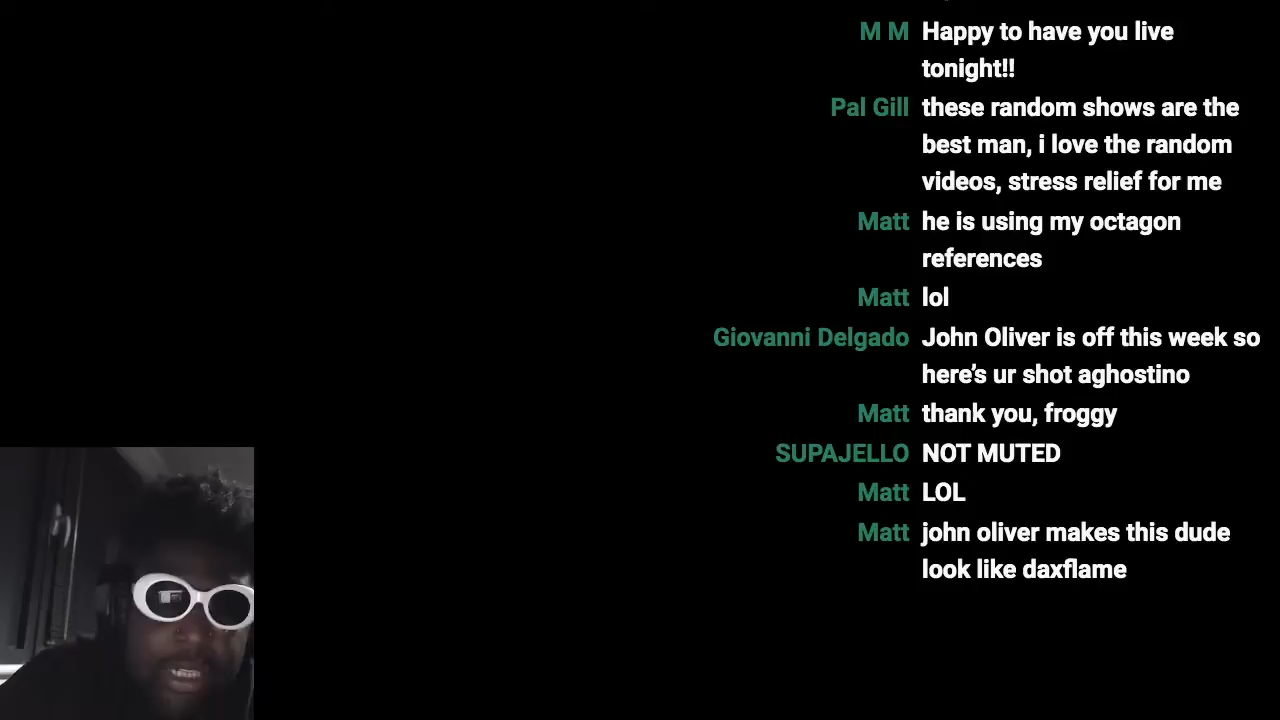 M M Happy to have you live
tonight!!
Pal Gill these random shows are the
best man, i love the random
videos, stress relief for me
Matt he is using my octagon
references
Matt lol
Giovanni Delgado John Oliver is off this week so
here’s ur shot aghostino
Matt thank you, froggy
SUPAJELLO NOT MUTED
Matt LOL
Matt john oliver makes this dude
look like daxflame